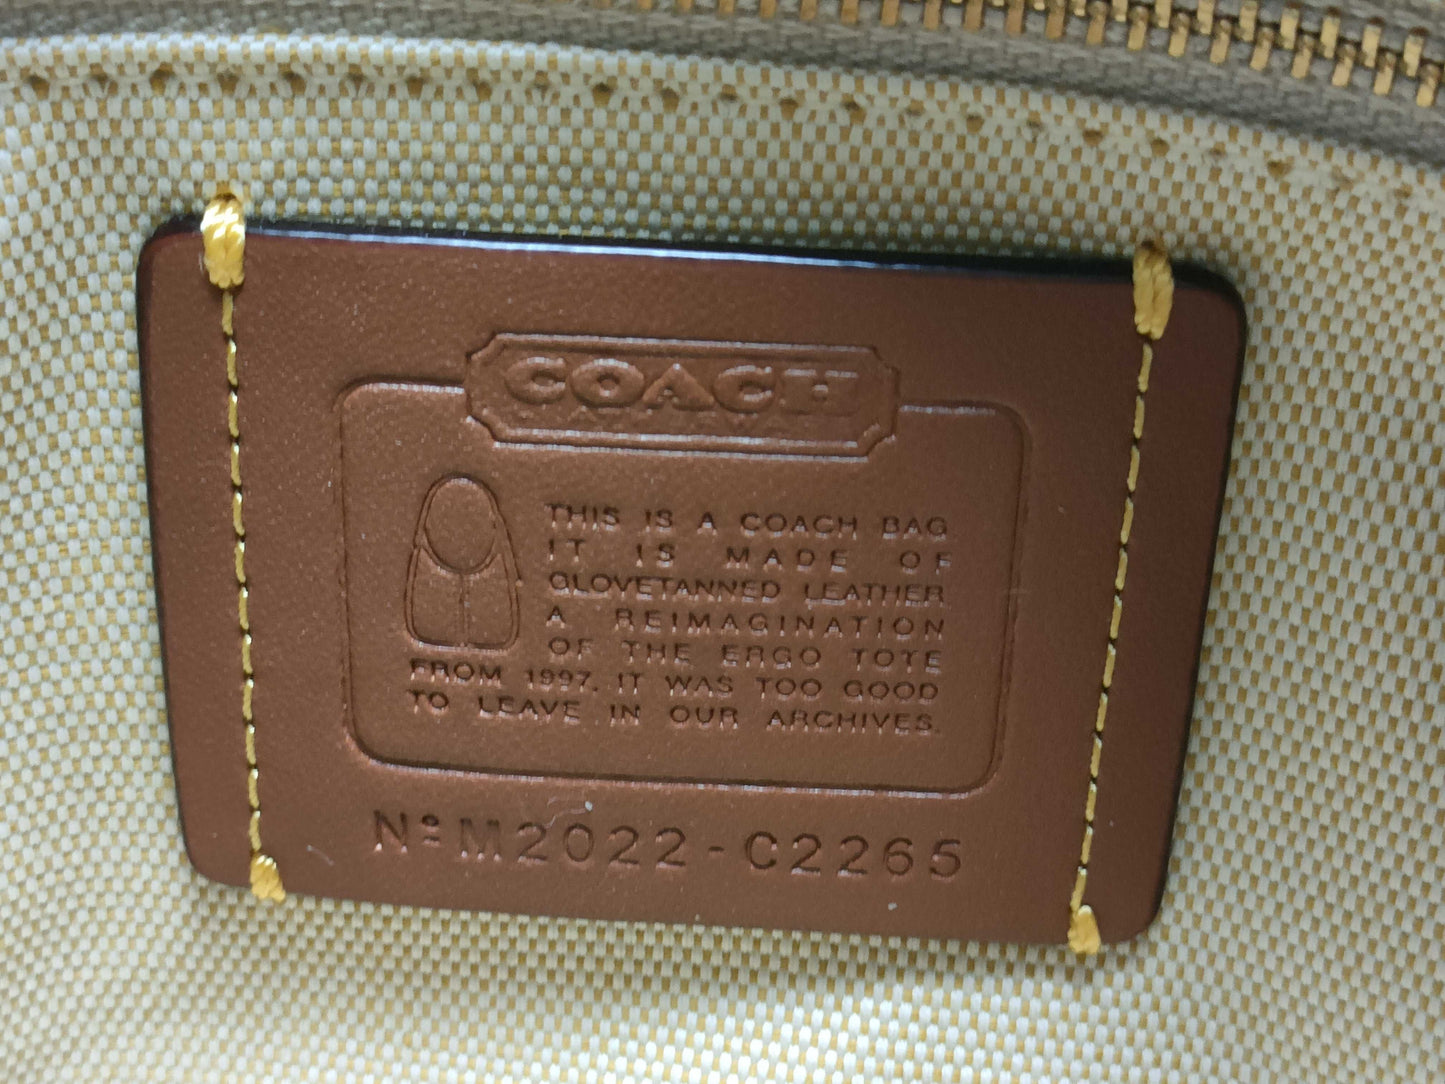 COACH
THIS IS A COACH BAG
IT IS MADE OF
GLOVETANNED LEATHER
A REIMAGINATION
OF THE ERGO TOTE
FROM 1997. IT WAS TOO GOOD
TO LEAVE IN OUR ARCHIVES.
Nº M2022-C2265